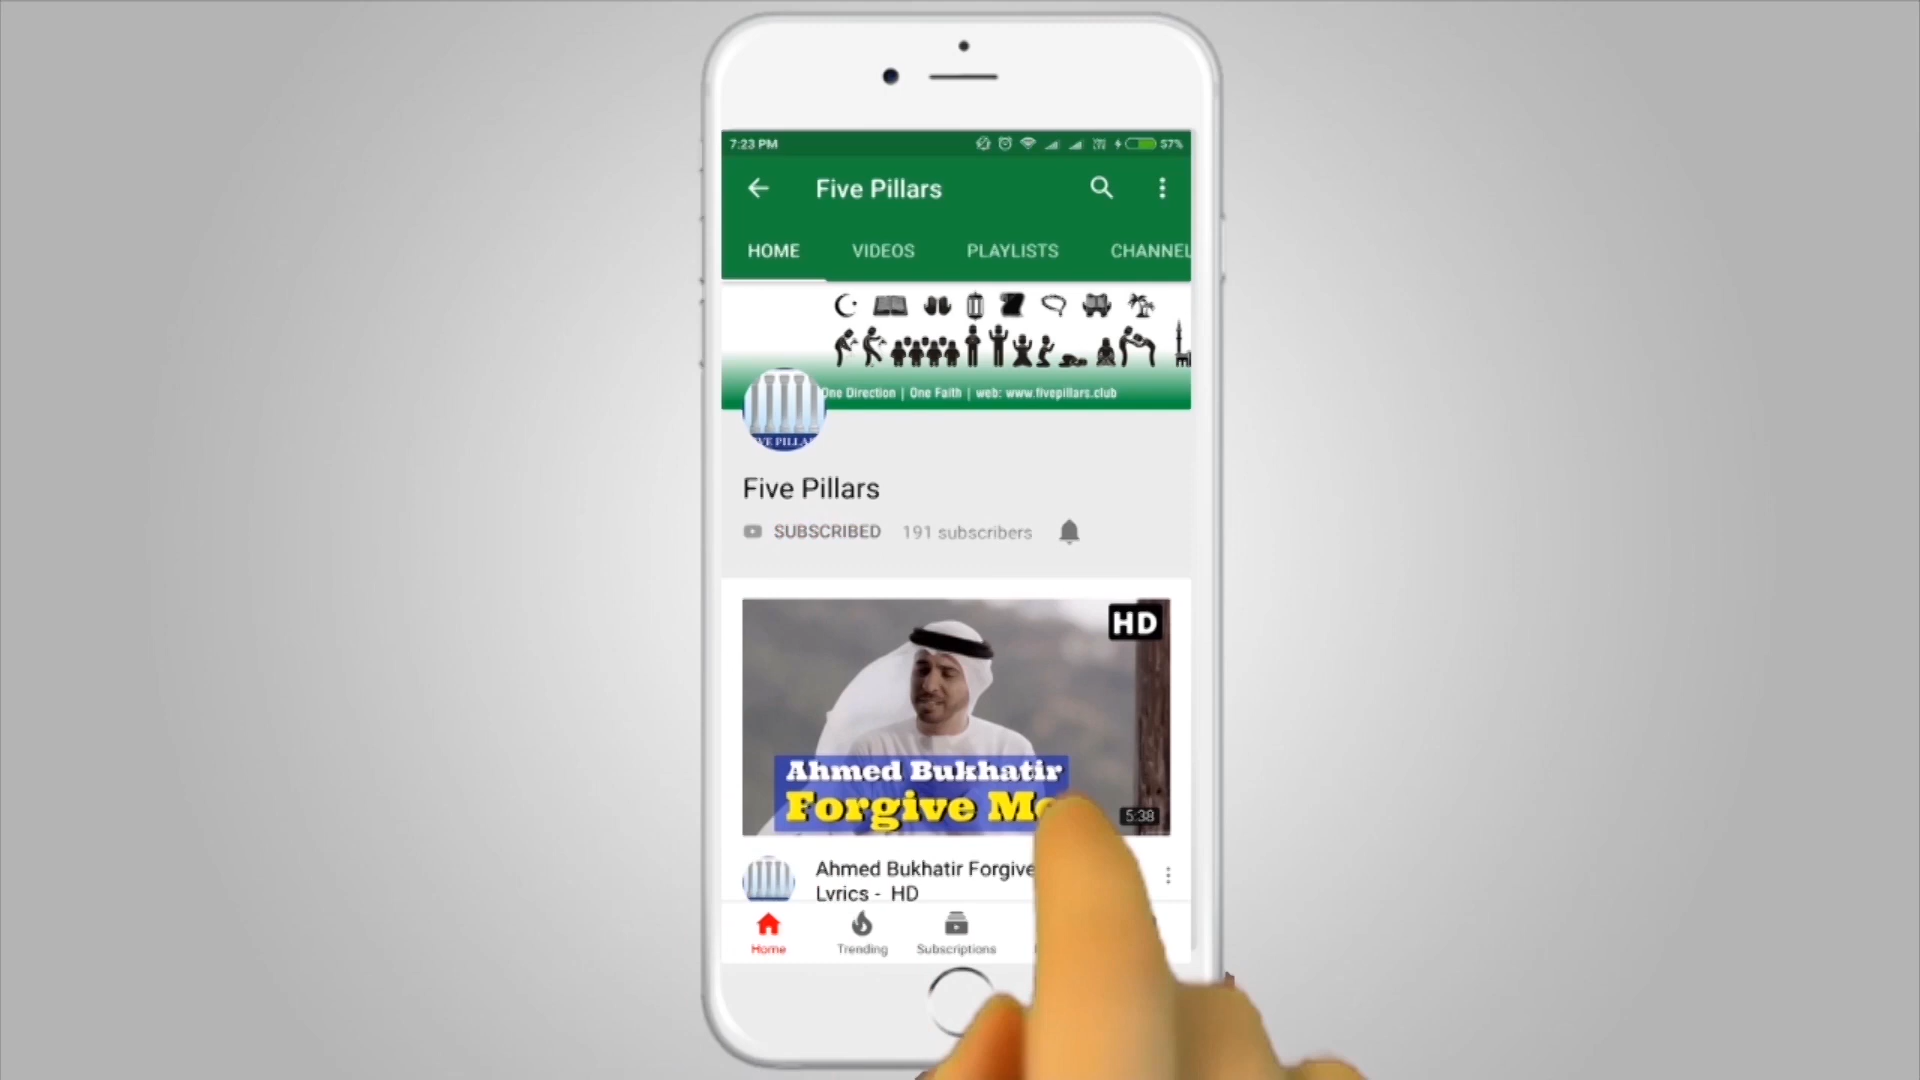 7:23 PM
57%
Five Pillars
HOME VIDEOS PLAYLISTS CHANNEL
One Direction | One Faith | web: www.fivepillars.club
VE PILLA
Five Pillars
SUBSCRIBED 191 subscribers
HD
Ahmed Bukhatir
Forgive Me
5:38
Ahmed Bukhatir Forgive
Lyrics - HD
Home Trending Subscriptions